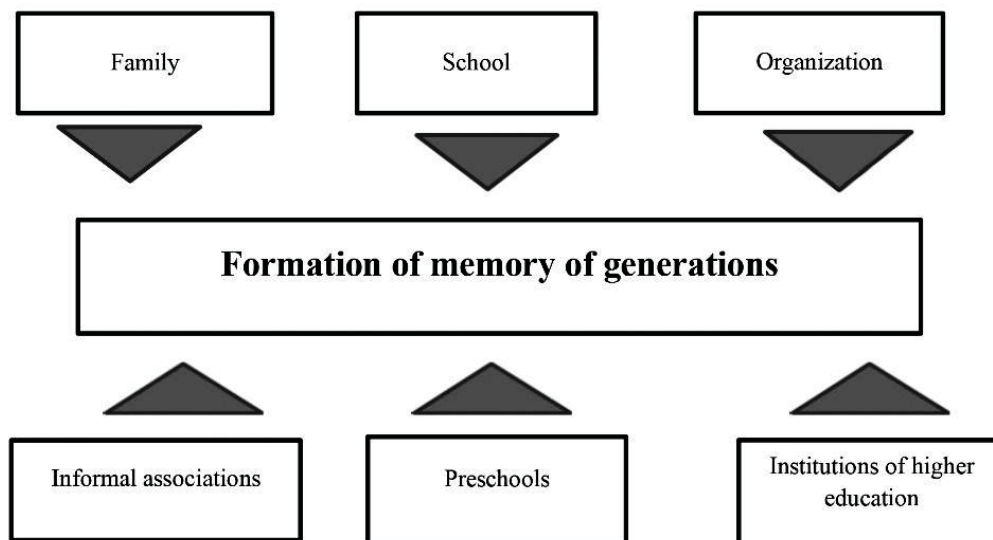 Family
School
Organization
Formation of memory of generations
Informal associations
Preschools
Institutions of higher
education